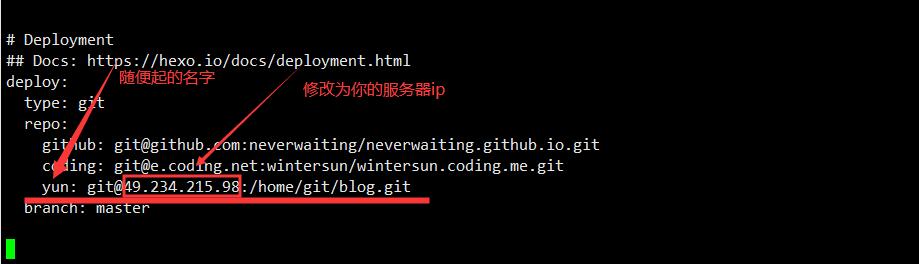 # Deployment
## Docs: https://hexo.io/docs/deployment.html
deploy:
随便起的名字
修改为你的服务器ip
type: git
repo:
github: git@github.com:neverwaiting/neverwaiting.github.io.git
coding: git@e.coding.net:wintersun/wintersun.coding.me.git
yun: git@49.234.215.98:/home/git/blog.git
branch: master